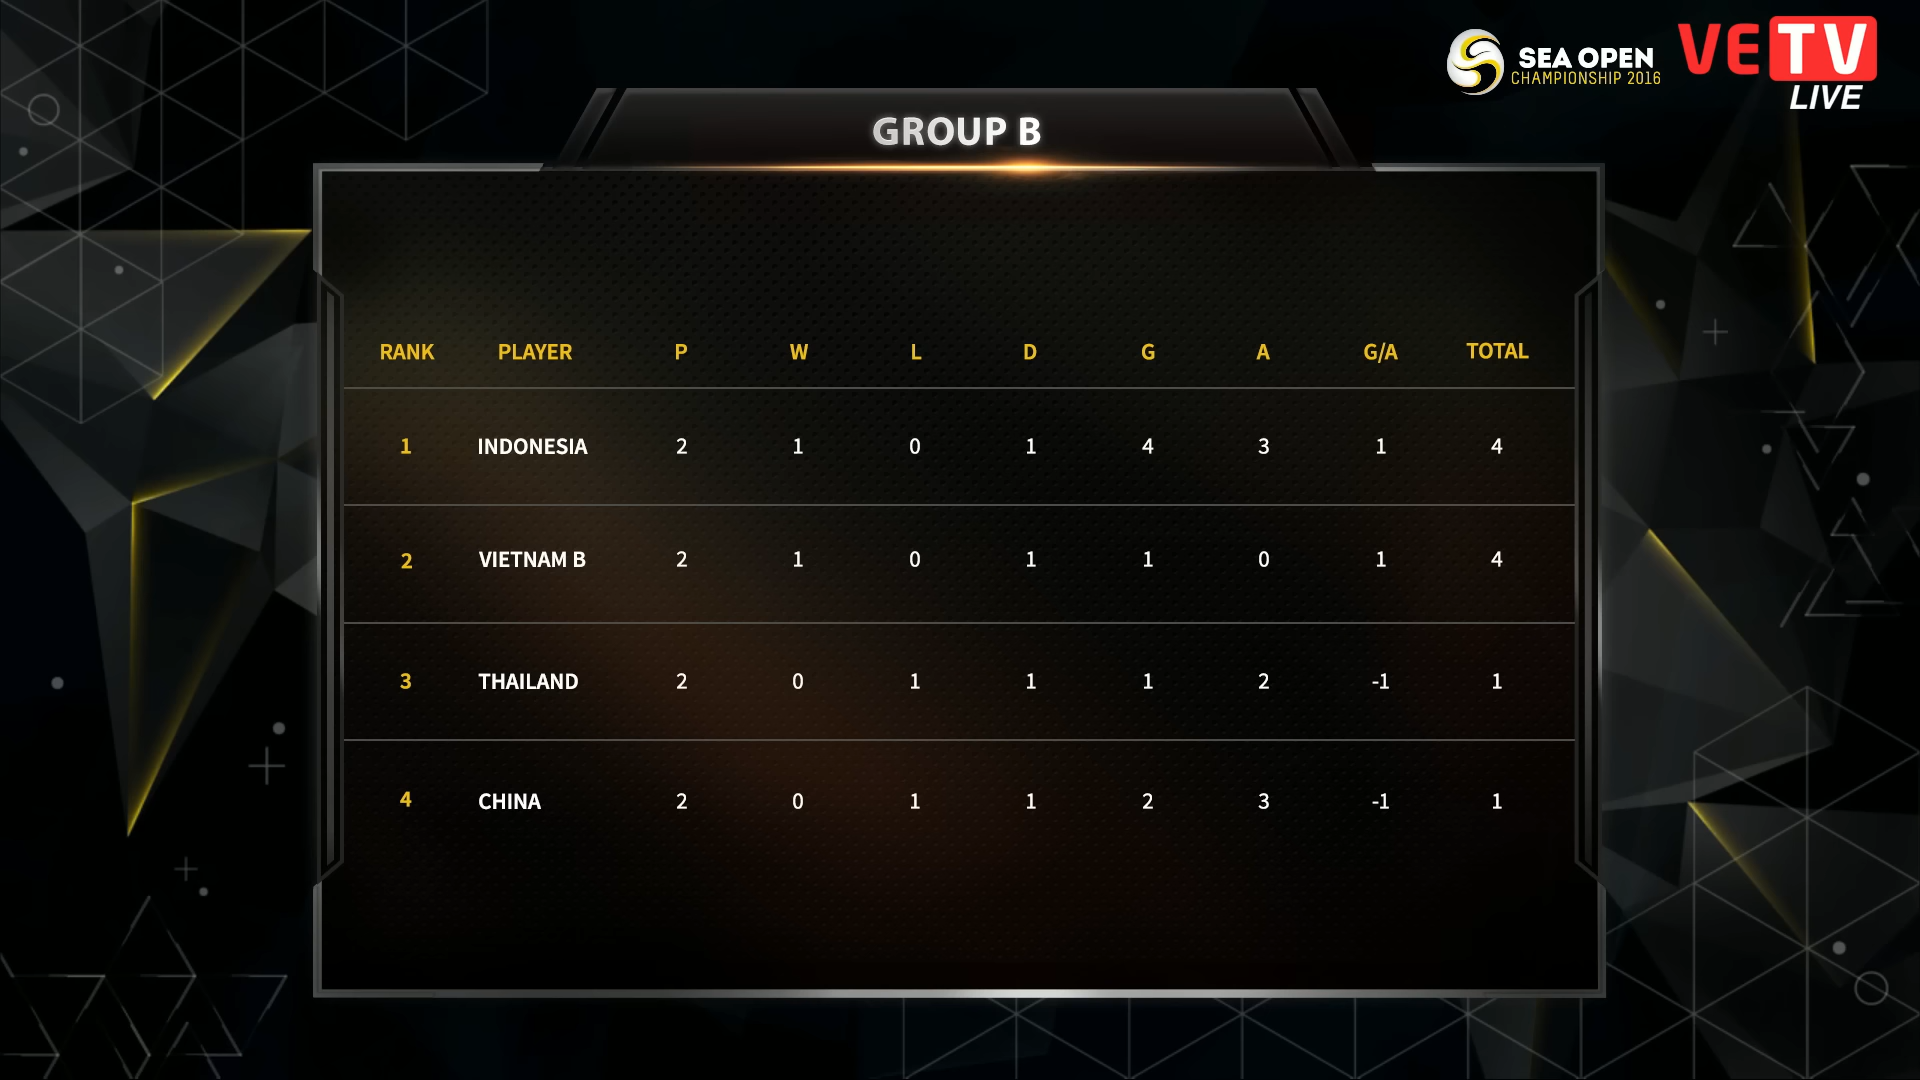 SEA OPEN
CHAMPIONSHIP 2016
VETV
LIVE
GROUP B
RANK PLAYER P W L D G A G/A TOTAL
1 INDONESIA 2 1 0 1 4 3 1 4
2 VIETNAM B 2 1 0 1 1 0 1 4
3 THAILAND 2 0 1 1 1 2 -1 1
4 CHINA 2 0 1 1 2 3 -1 1